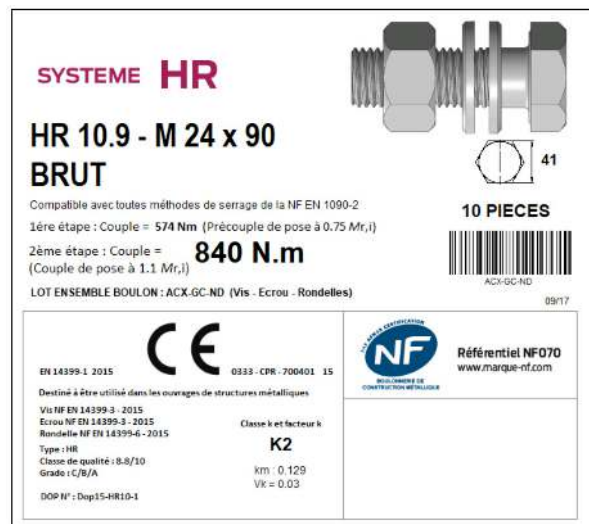 SYSTEME HR
HR 10.9 - M 24 x 90
BRUT
41
Compatible avec toutes méthodes de serrage de la NF EN 1090-2
1ére étape : Couple = 574 Nm (Précouple de pose à 0.75 Mr,i)
10 PIECES
2ème étape : Couple = 840 N.m
(Couple de pose à 1.1 Mr,i)
ACX-GC-ND
LOT ENSEMBLE BOULON : ACX-GC-ND (Vis - Ecrou - Rondelles)
09/17
CE
EN 14399-1 2015
0333 - CPR - 700401 15
Destiné à être utilisé dans les ouvrages de structures métalliques
Vis NF EN 14399-3 - 2015
Ecrou NF EN 14399-3 - 2015
Rondelle NF EN 14399-6 - 2015
Type : HR
Classe de qualité : 8-8/10
Grade : C/B/A
DOP N° : Dop15-HR10-1
Classe k et facteur k
K2
km : 0.129
Vk = 0.03
NF
BOULONNERIE DE
CONSTRUCTION MÉTALLIQUE
Référentiel NF070
www.marque-nf.com